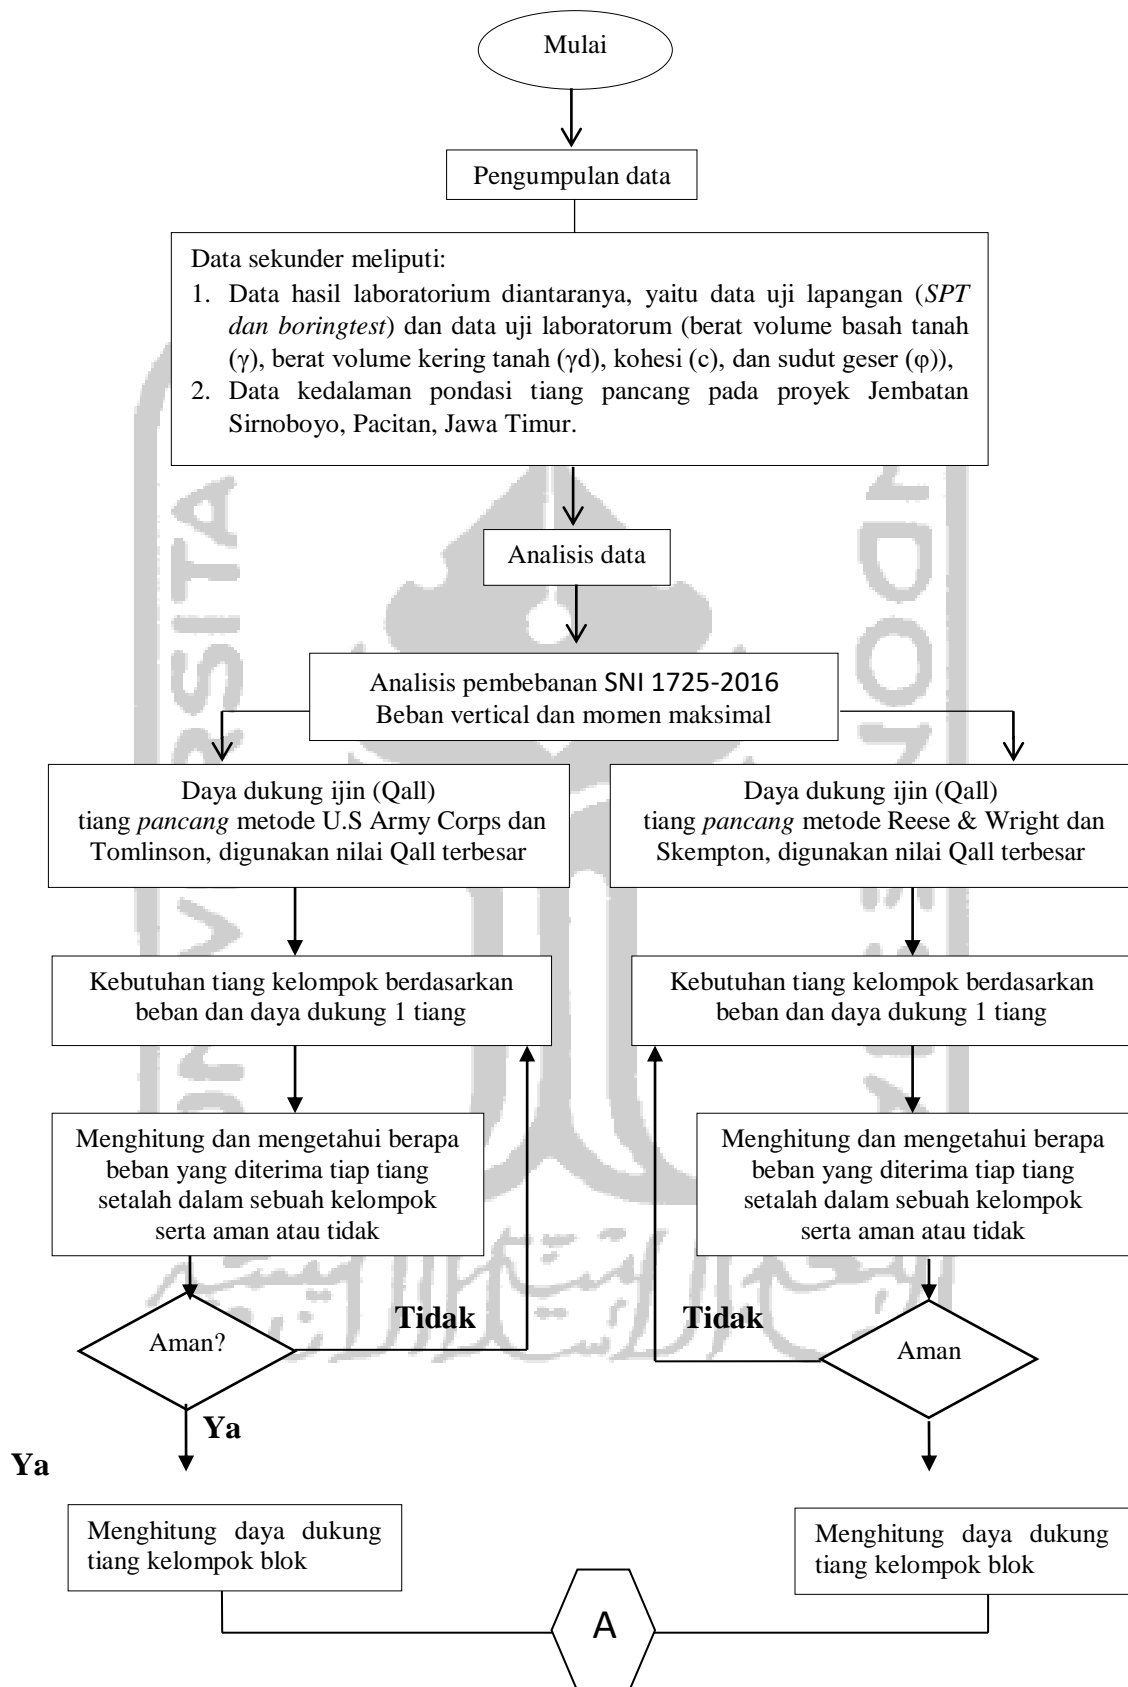 Mulai
Pengumpulan data
Data sekunder meliputi:
1. Data hasil laboratorium diantaranya, yaitu data uji lapangan (SPT
dan boringtest) dan data uji laboratorum (berat volume basah tanah
(γ), berat volume kering tanah (γd), kohesi (c), dan sudut geser (φ)),
2. Data kedalaman pondasi tiang pancang pada proyek Jembatan
Sirnoboyo, Pacitan, Jawa Timur.
Analisis data
Analisis pembebanan SNI 1725-2016
Beban vertical dan momen maksimal
Daya dukung ijin (Qall)
tiang pancang metode U.S Army Corps dan
Tomlinson, digunakan nilai Qall terbesar
Daya dukung ijin (Qall)
tiang pancang metode Reese & Wright dan
Skempton, digunakan nilai Qall terbesar
Kebutuhan tiang kelompok berdasarkan
beban dan daya dukung 1 tiang
Kebutuhan tiang kelompok berdasarkan
beban dan daya dukung 1 tiang
Menghitung dan mengetahui berapa
beban yang diterima tiap tiang
setalah dalam sebuah kelompok
serta aman atau tidak
Menghitung dan mengetahui berapa
beban yang diterima tiap tiang
setalah dalam sebuah kelompok
serta aman atau tidak
Aman?
Tidak
Tidak
Aman
Ya
Ya
Menghitung daya dukung
tiang kelompok blok
Menghitung daya dukung
tiang kelompok blok
A